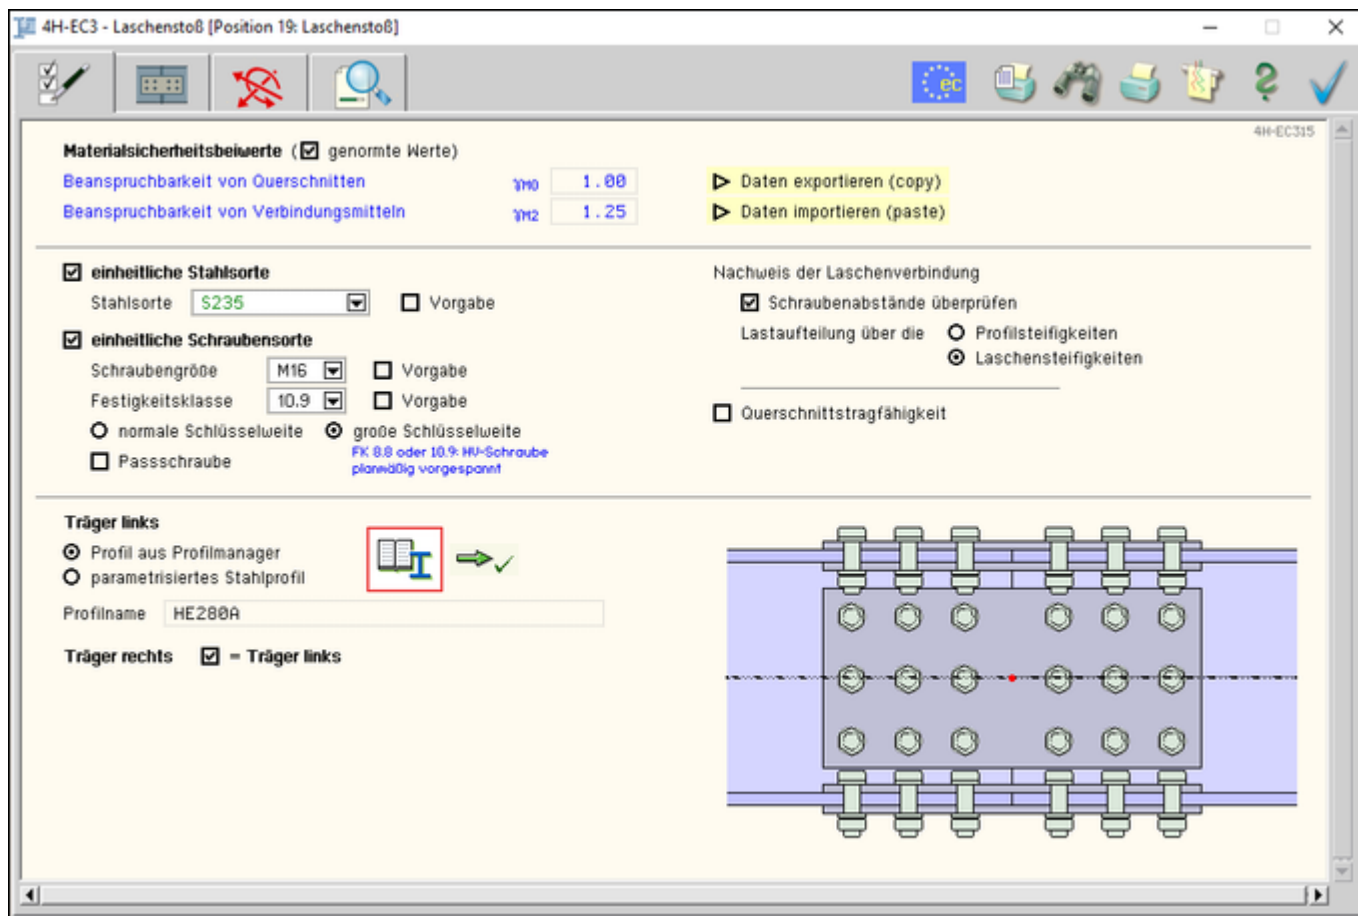 4H-EC3 - Laschenstoß [Position 19: Laschenstoß]
ec
4H-EC315
Materialsicherheitsbeiwerte ( genormte Werte)
Beanspruchbarkeit von Querschnitten γM0 1.00 Daten exportieren (copy)
Beanspruchbarkeit von Verbindungsmitteln γM2 1.25 Daten importieren (paste)
einheitliche Stahlsorte Nachweis der Laschenverbindung
Stahlsorte S235 Vorgabe Schraubenabstände überprüfen
einheitliche Schraubensorte Lastaufteilung über die Profilsteifigkeiten
Laschensteifigkeiten
Schraubengröße M16 Vorgabe
Festigkeitsklasse 10.9 Vorgabe Querschnittstragfähigkeit
normale Schlüsselweite große Schlüsselweite
Passschraube FK 8.8 oder 10.9: HV-Schraube
planmäßig vorgespannt
Träger links
Profil aus Profilmanager
parametrisiertes Stahlprofil
Profilname HE280A
Träger rechts = Träger links